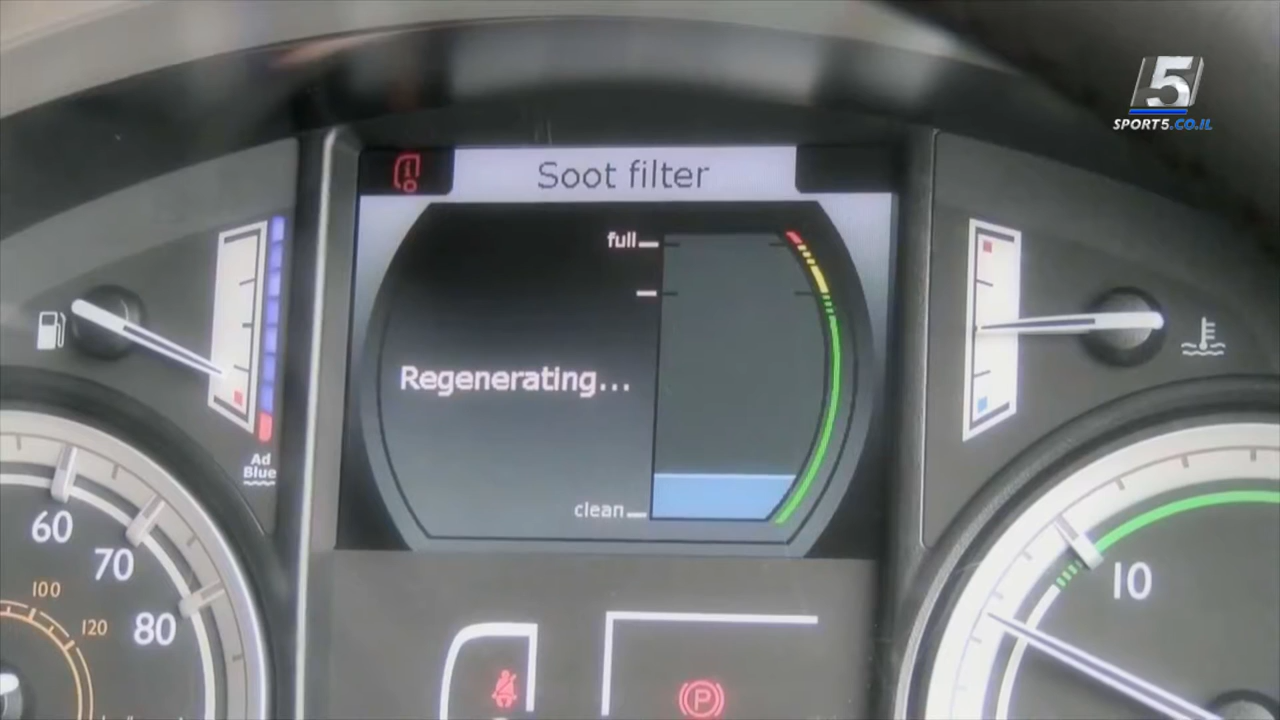 5
SPORT5.CO.IL
Soot filter
full
Regenerating...
clean
Ad
Blue
60
70
80
100
120
10
P